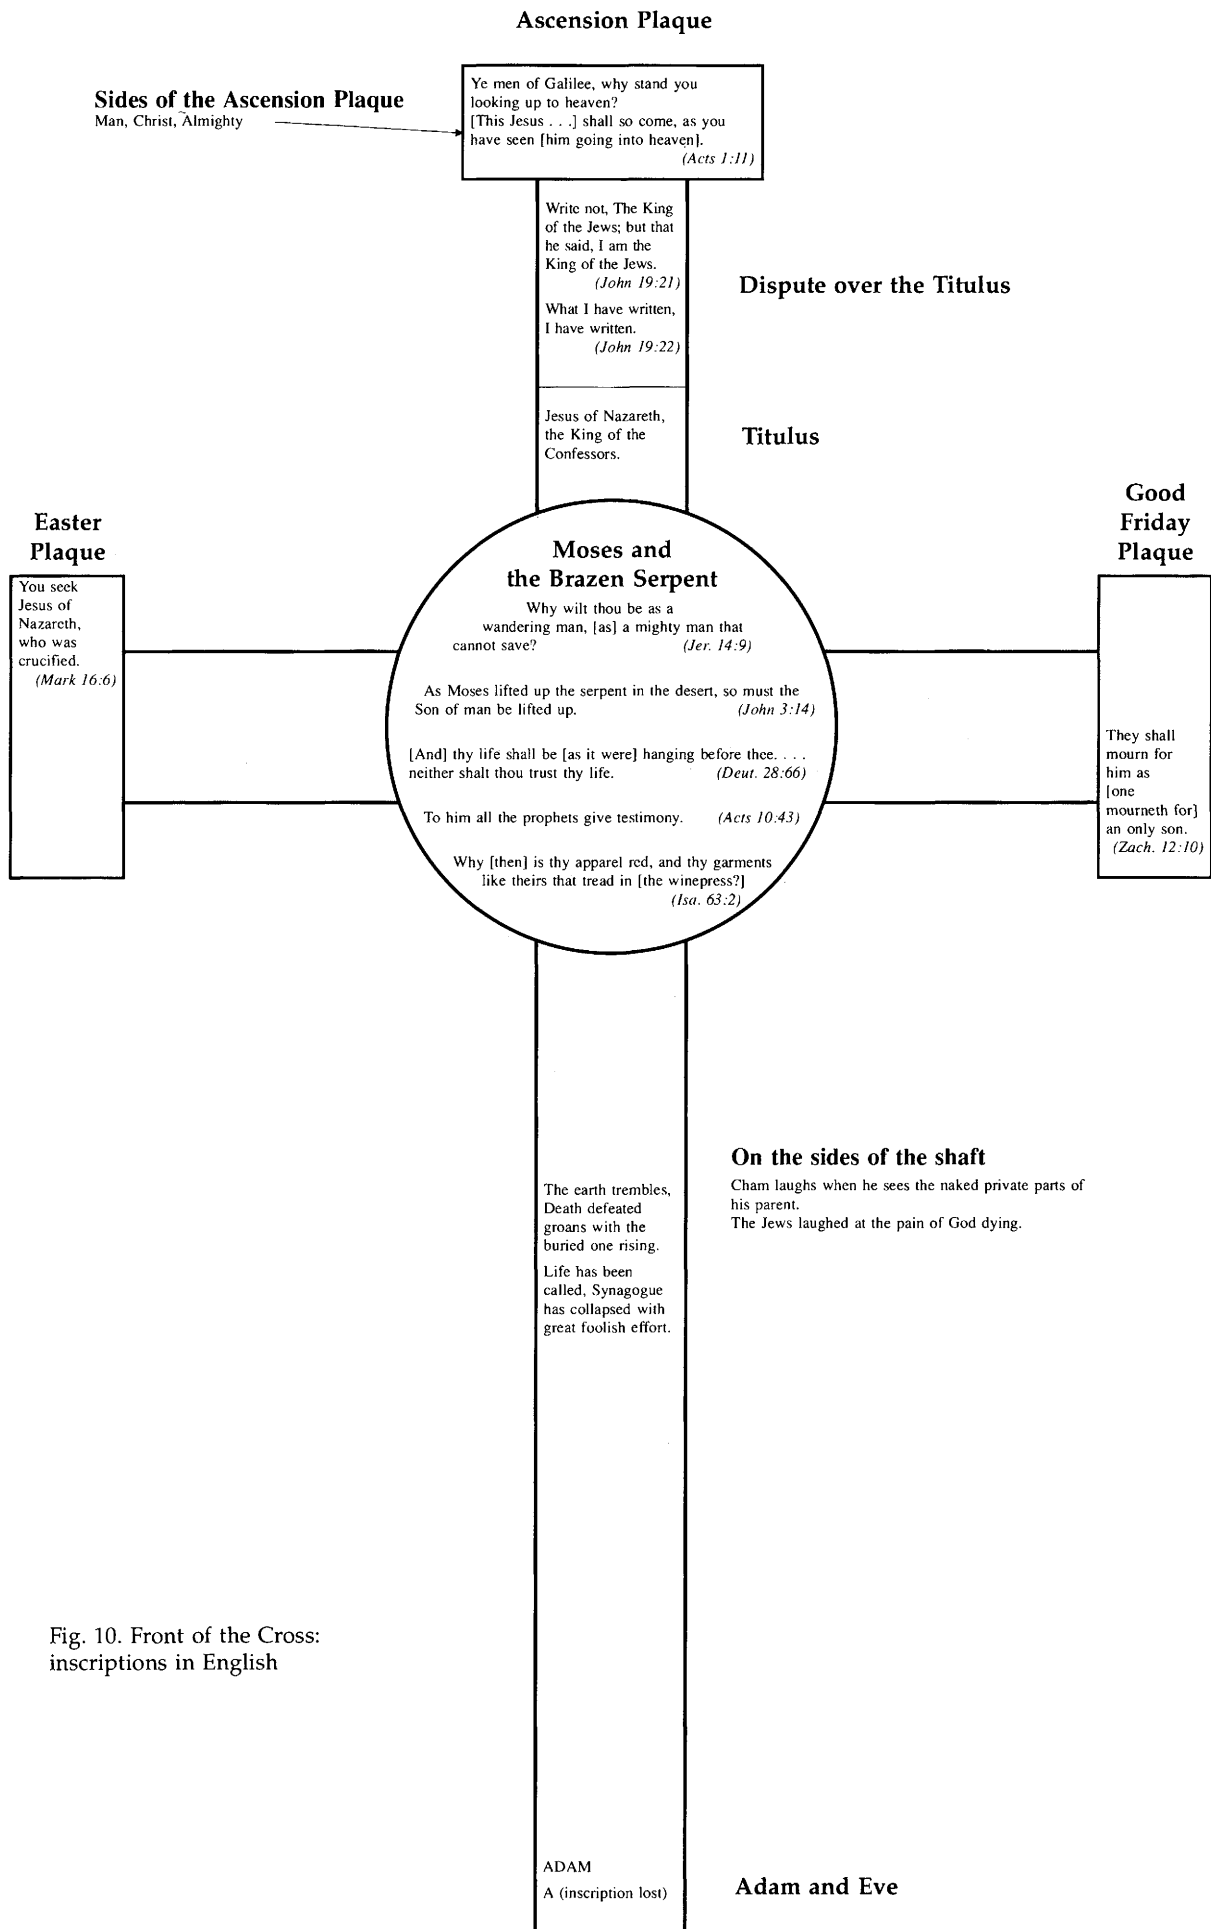 Ascension Plaque
Sides of the Ascension Plaque
Man, Christ, Almighty
Ye men of Galilee, why stand you
looking up to heaven?
[This Jesus . . .] shall so come, as you
have seen [him going into heaven].
(Acts 1:11)
Write not, The King
of the Jews; but that
he said, I am the
King of the Jews.
(John 19:21)
What I have written,
I have written.
(John 19:22)
Dispute over the Titulus
Jesus of Nazareth,
the King of the
Confessors.
Titulus
Easter
Plaque
You seek
Jesus of
Nazareth,
who was
crucified.
(Mark 16:6)
Moses and
the Brazen Serpent
Why wilt thou be as a
wandering man, [as] a mighty man that
cannot save? (Jer. 14:9)
As Moses lifted up the serpent in the desert, so must the
Son of man be lifted up. (John 3:14)
[And] thy life shall be [as it were] hanging before thee. . . .
neither shalt thou trust thy life. (Deut. 28:66)
To him all the prophets give testimony. (Acts 10:43)
Why [then] is thy apparel red, and thy garments
like theirs that tread in [the winepress?]
(Isa. 63:2)
Good
Friday
Plaque
They shall
mourn for
him as
[one
mourneth for]
an only son.
(Zach. 12:10)
The earth trembles,
Death defeated
groans with the
buried one rising.
Life has been
called, Synagogue
has collapsed with
great foolish effort.
On the sides of the shaft
Cham laughs when he sees the naked private parts of
his parent.
The Jews laughed at the pain of God dying.
Fig. 10. Front of the Cross:
inscriptions in English
ADAM
A (inscription lost)
Adam and Eve